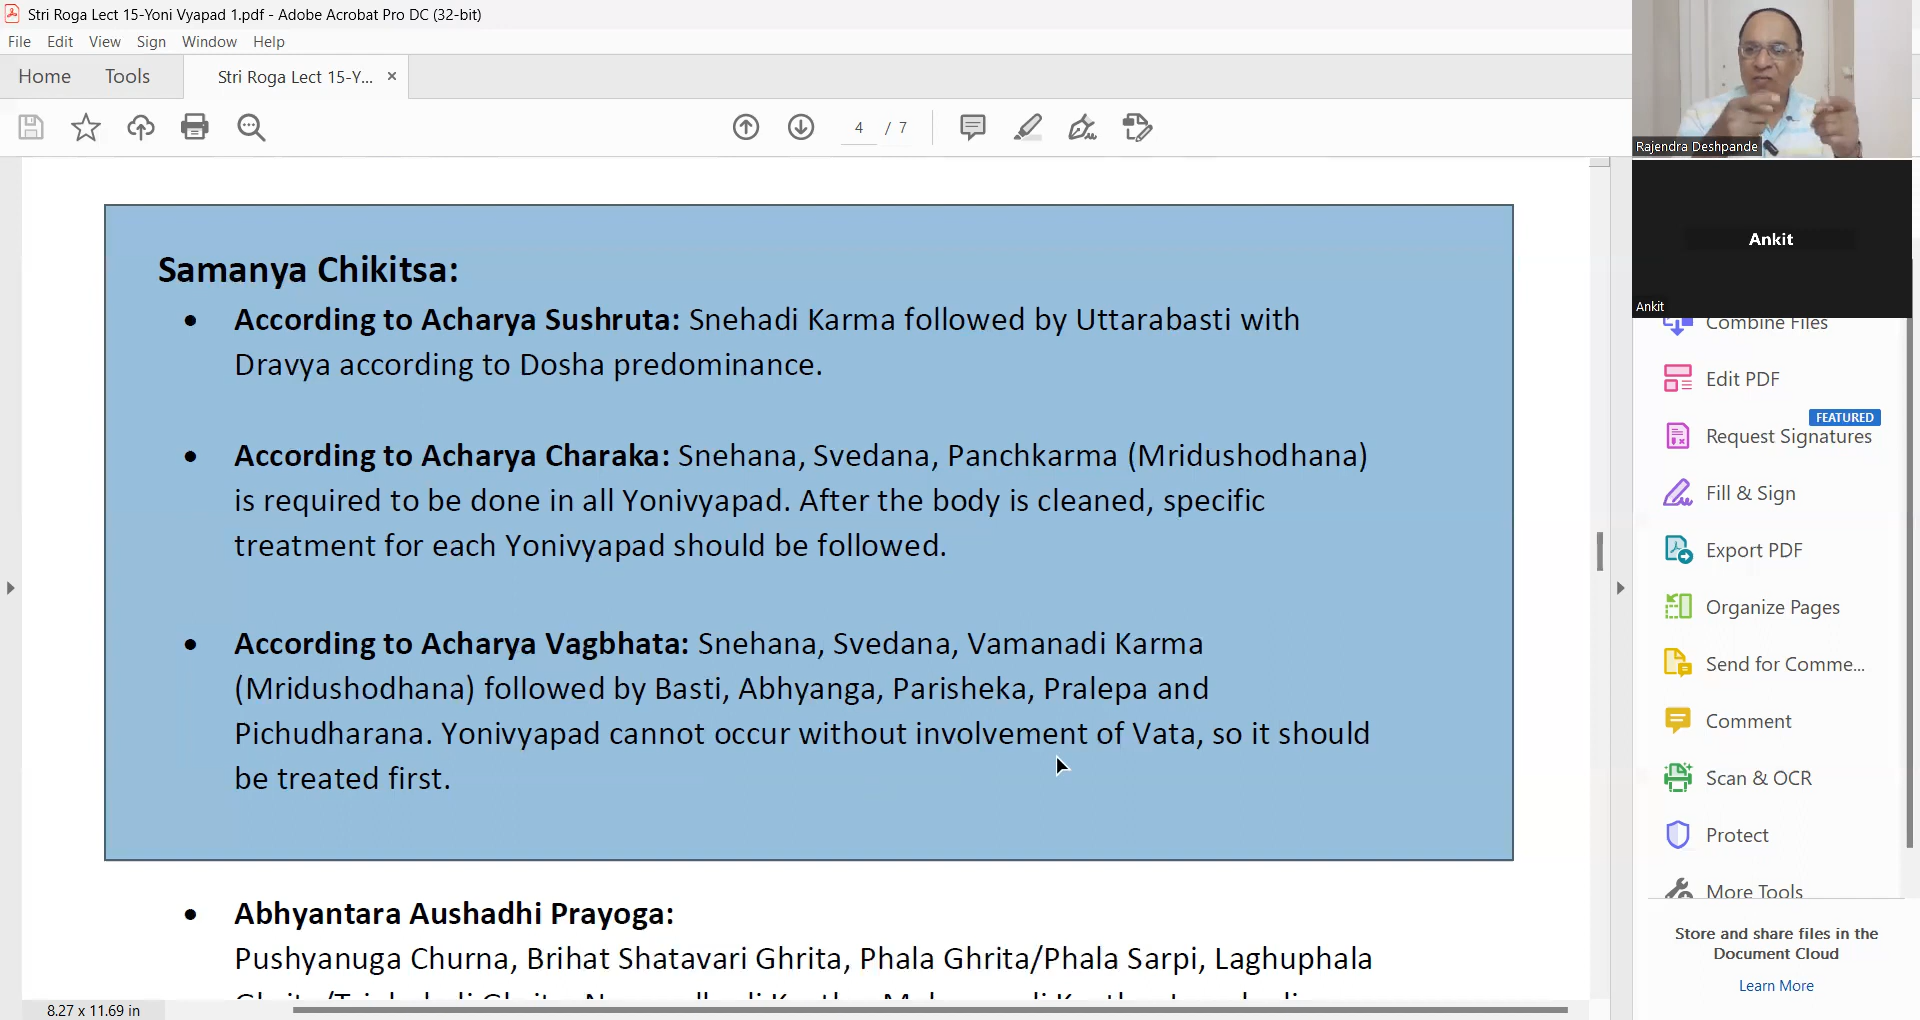 Stri Roga Lect 15-Yoni Vyapad 1.pdf - Adobe Acrobat Pro DC (32-bit)
File Edit View Sign Window Help
Home Tools Stri Roga Lect 15-Y... ×
4 / 7
Samanya Chikitsa:
• According to Acharya Sushruta: Snehadi Karma followed by Uttarabasti with
Dravya according to Dosha predominance.
• According to Acharya Charaka: Snehana, Svedana, Panchkarma (Mridushodhana)
is required to be done in all Yonivyapad. After the body is cleaned, specific
treatment for each Yonivyapad should be followed.
• According to Acharya Vagbhata: Snehana, Svedana, Vamanadi Karma
(Mridushodhana) followed by Basti, Abhyanga, Parisheka, Pralepa and
Pichudharana. Yonivyapad cannot occur without involvement of Vata, so it should
be treated first.
• Abhyantara Aushadhi Prayoga:
Pushyanuga Churna, Brihat Shatavari Ghrita, Phala Ghrita/Phala Sarpi, Laghuphala
8.27 x 11.69 in
Rajendra Deshpande
Ankit
Ankit
Combine Files
Edit PDF
FEATURED
Request Signatures
Fill & Sign
Export PDF
Organize Pages
Send for Comme...
Comment
Scan & OCR
Protect
More Tools
Store and share files in the
Document Cloud
Learn More